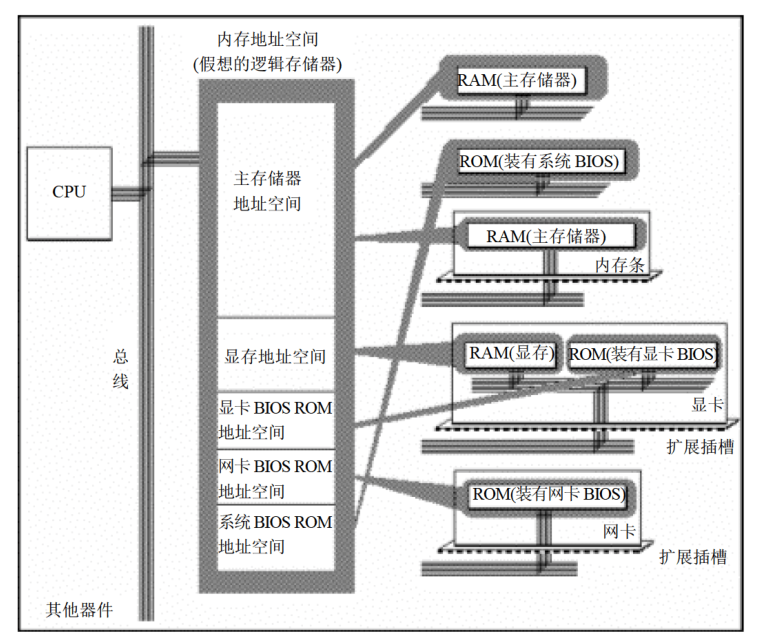 内存地址空间
(假想的逻辑存储器)
CPU
总
线
其他器件
主存储器
地址空间
显存地址空间
显卡 BIOS ROM
地址空间
网卡 BIOS ROM
地址空间
系统 BIOS ROM
地址空间
RAM(主存储器)
ROM(装有系统 BIOS)
RAM(主存储器)
内存条
RAM(显存)
ROM(装有显卡 BIOS)
显卡
扩展插槽
ROM(装有网卡 BIOS)
网卡
扩展插槽